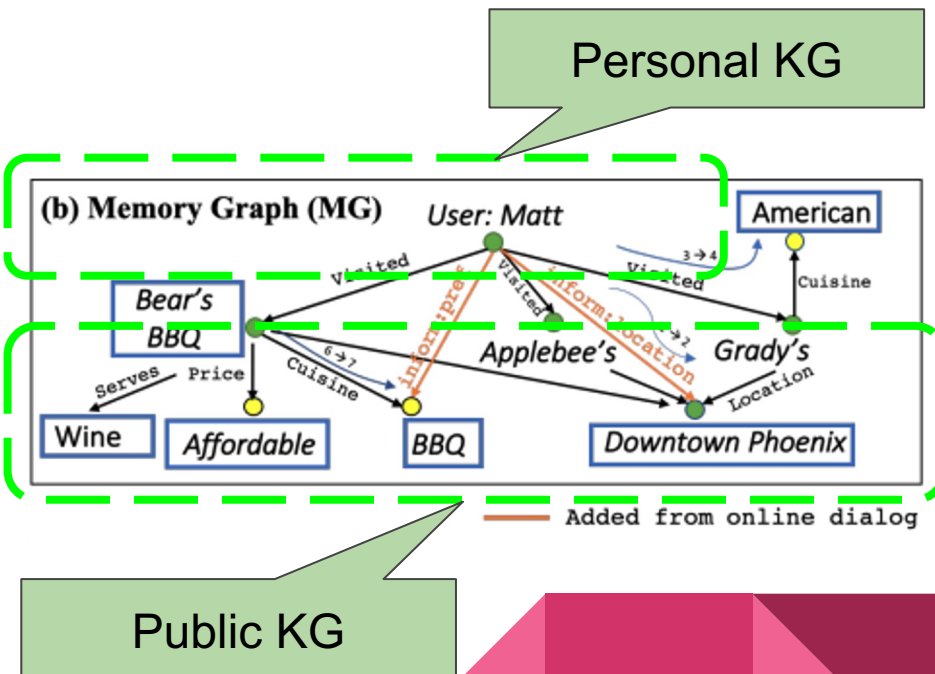 Personal KG
(b) Memory Graph (MG)
User: Matt
American
3→4
Visited
Visited
Visited
Cuisine
Bear's
BBQ
inform:pref
inform:location
Applebee's
Grady's
6→7
Cuisine
Serves
Price
Location
Wine
Affordable
BBQ
Downtown Phoenix
Added from online dialog
Public KG